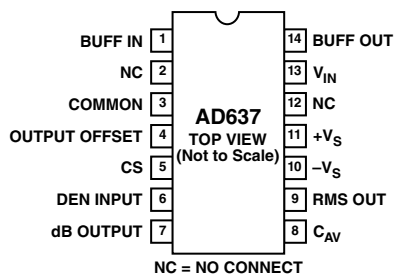 BUFF IN 1 14 BUFF OUT
NC 2 13 VIN
COMMON 3 12 NC
AD637
TOP VIEW
(Not to Scale)
OUTPUT OFFSET 4 11 +VS
CS 5 10 –VS
DEN INPUT 6 9 RMS OUT
dB OUTPUT 7 8 CAV
NC = NO CONNECT